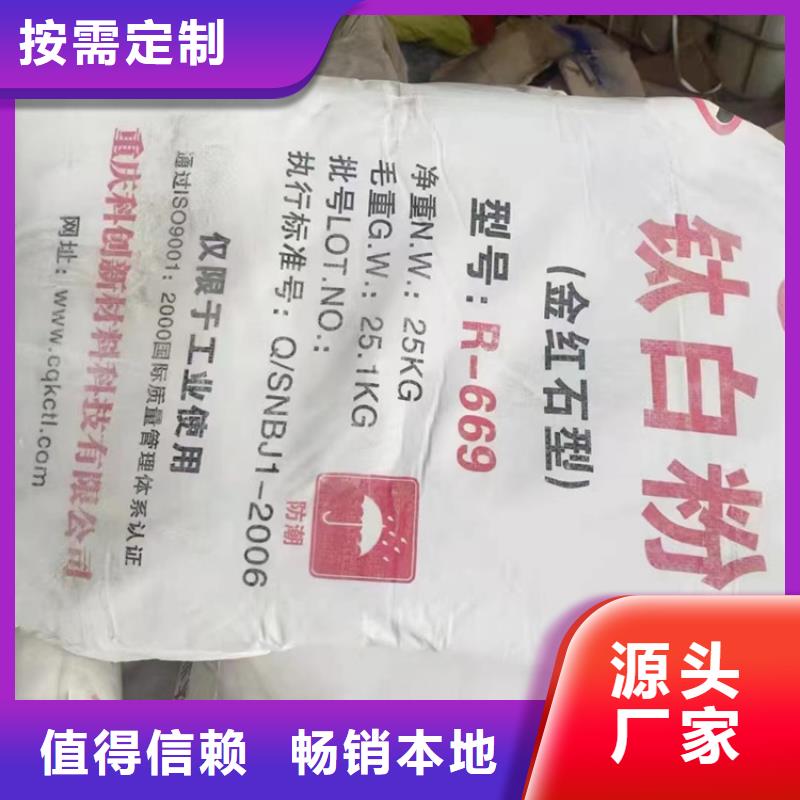 按需定制
钛白粉
(金红石型)
型号：R-669
净重N.W.：25KG
毛重G.W.：25.1KG
批号LOT.NO.：
执行标准号：Q/SNBJ1-2006
防潮
仅限于工业使用
通过ISO9001：2000国际质量管理体系认证
重庆科创新材料科技有限公司
网址：www.cqkctl.com
源头
厂家
值得信赖 畅销本地